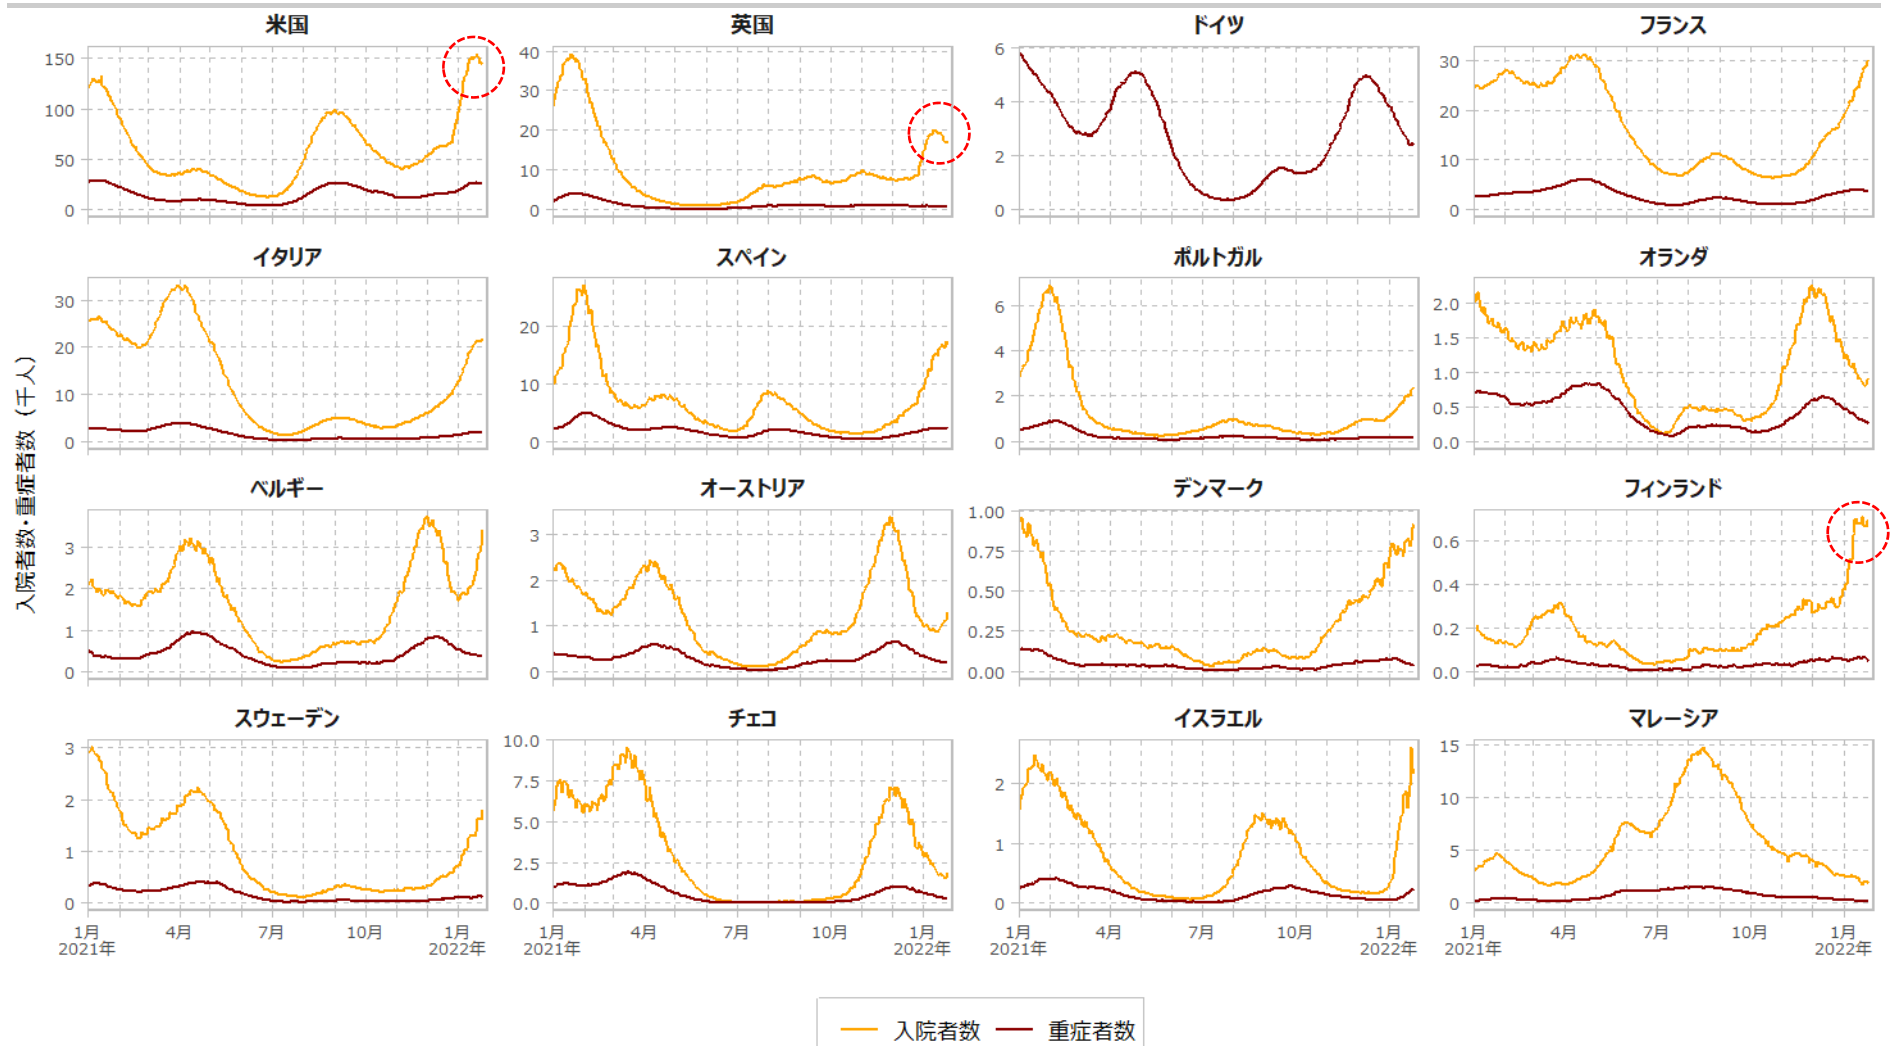 米国
英国
ドイツ
フランス
150
100
50
0
40
30
20
10
0
6
4
2
0
30
20
10
0
イタリア
スペイン
ポルトガル
オランダ
30
20
10
0
20
10
0
6
4
2
0
2.0
1.5
1.0
0.5
0.0
入院者数・重症者数（千人）
ベルギー
オーストリア
デンマーク
フィンランド
3
2
1
0
3
2
1
0
1.00
0.75
0.50
0.25
0.00
0.6
0.4
0.2
0.0
スウェーデン
チェコ
イスラエル
マレーシア
3
2
1
0
10.0
7.5
5.0
2.5
0.0
2
1
0
15
10
5
0
1月 4月 7月 10月 1月
2021年 2022年
1月 4月 7月 10月 1月
2021年 2022年
1月 4月 7月 10月 1月
2021年 2022年
1月 4月 7月 10月 1月
2021年 2022年
入院者数 重症者数